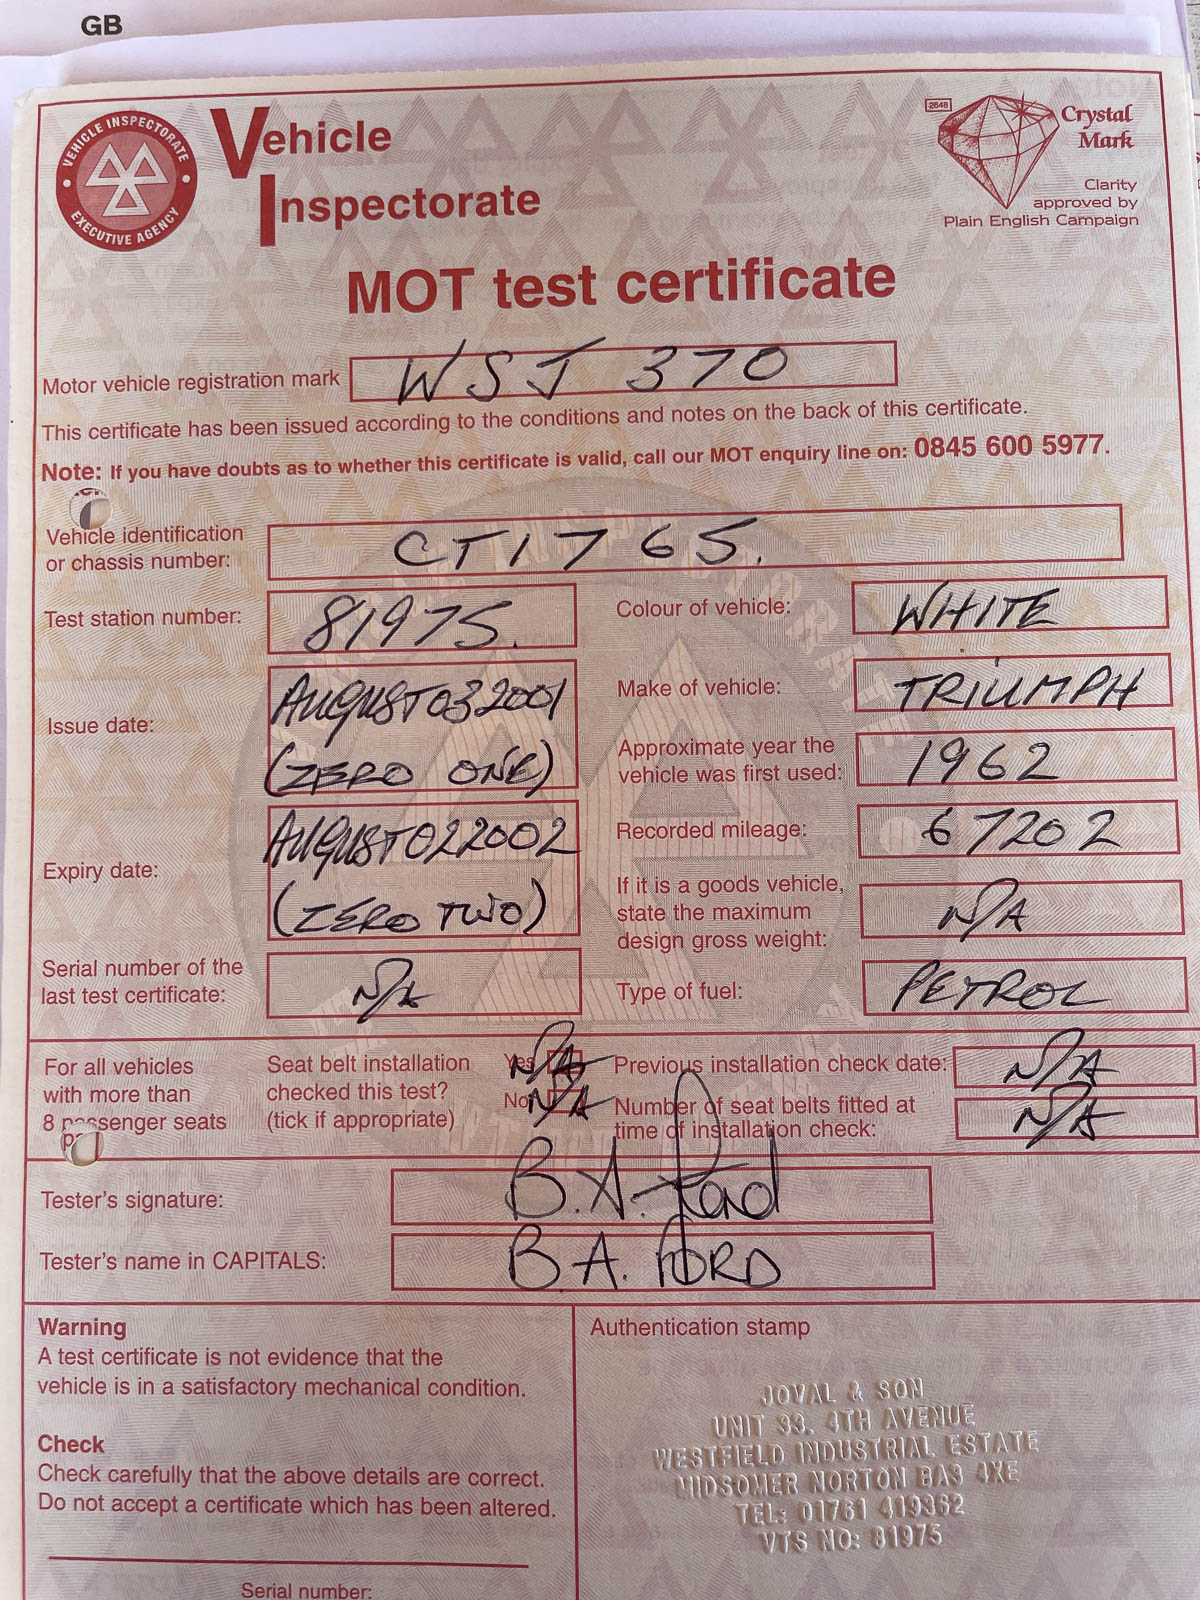 GB
VEHICLE INSPECTORATE
EXECUTIVE AGENCY
Vehicle
Inspectorate
2648
Crystal
Mark
Clarity
approved by
Plain English Campaign
MOT test certificate
Motor vehicle registration mark WSJ 370
This certificate has been issued according to the conditions and notes on the back of this certificate.
Note: If you have doubts as to whether this certificate is valid, call our MOT enquiry line on: 0845 600 5977.
Vehicle identification
or chassis number: CT1765.
Test station number: 81975.
Colour of vehicle: WHITE
Issue date: AUGUST 03 2001
(ZERO ONE)
Make of vehicle: TRIUMPH
Approximate year the
vehicle was first used: 1962
Expiry date: AUGUST 02 2002
(ZERO TWO)
Recorded mileage: 67202
If it is a goods vehicle,
state the maximum
design gross weight: N/A
Serial number of the
last test certificate: N/A
Type of fuel: PETROL
For all vehicles
with more than
8 passenger seats
Seat belt installation
checked this test?
(tick if appropriate)
Yes N/A
No N/A
Previous installation check date: N/A
Number of seat belts fitted at
time of installation check: N/A
Tester's signature: B.A. Ford
Tester's name in CAPITALS: B.A. FORD
Warning
A test certificate is not evidence that the
vehicle is in a satisfactory mechanical condition.
Check
Check carefully that the above details are correct.
Do not accept a certificate which has been altered.
Serial number:
Authentication stamp
JOVAL & SON
UNIT 33, 4TH AVENUE
WESTFIELD INDUSTRIAL ESTATE
MIDSOMER NORTON BA3 4XE
TEL: 01761 419362
VTS NO: 81975